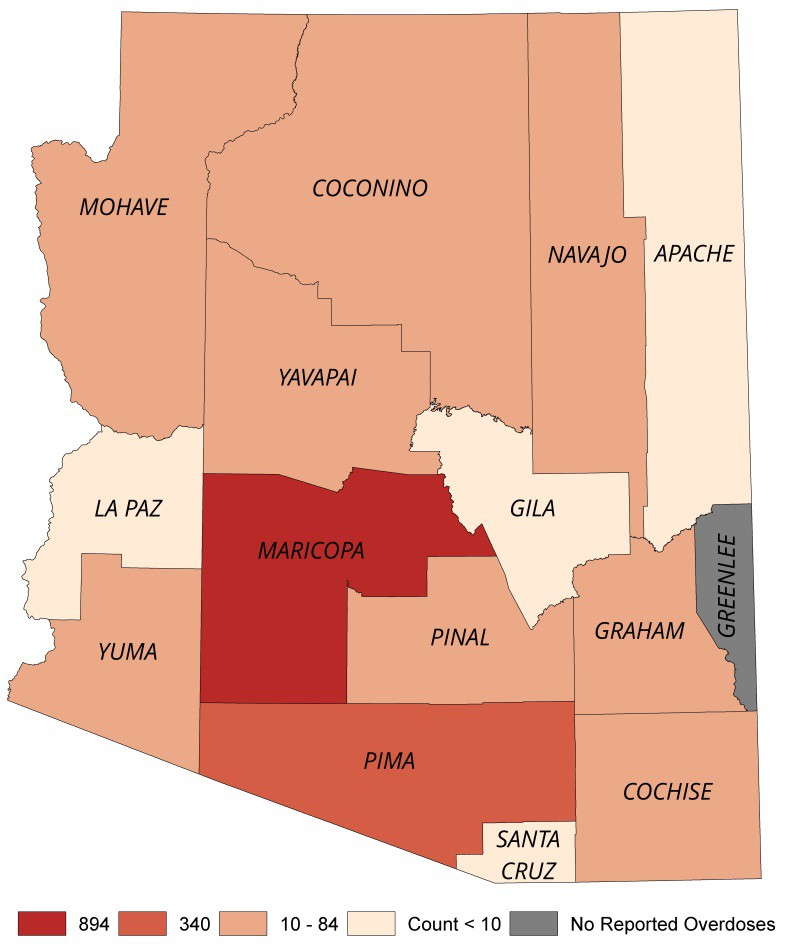 COCONINO
MOHAVE
NAVAJO
APACHE
YAVAPAI
LA PAZ
GILA
MARICOPA
GREENLEE
YUMA
PINAL
GRAHAM
PIMA
COCHISE
SANTA
CRUZ
894
340
10 - 84
Count < 10
No Reported Overdoses